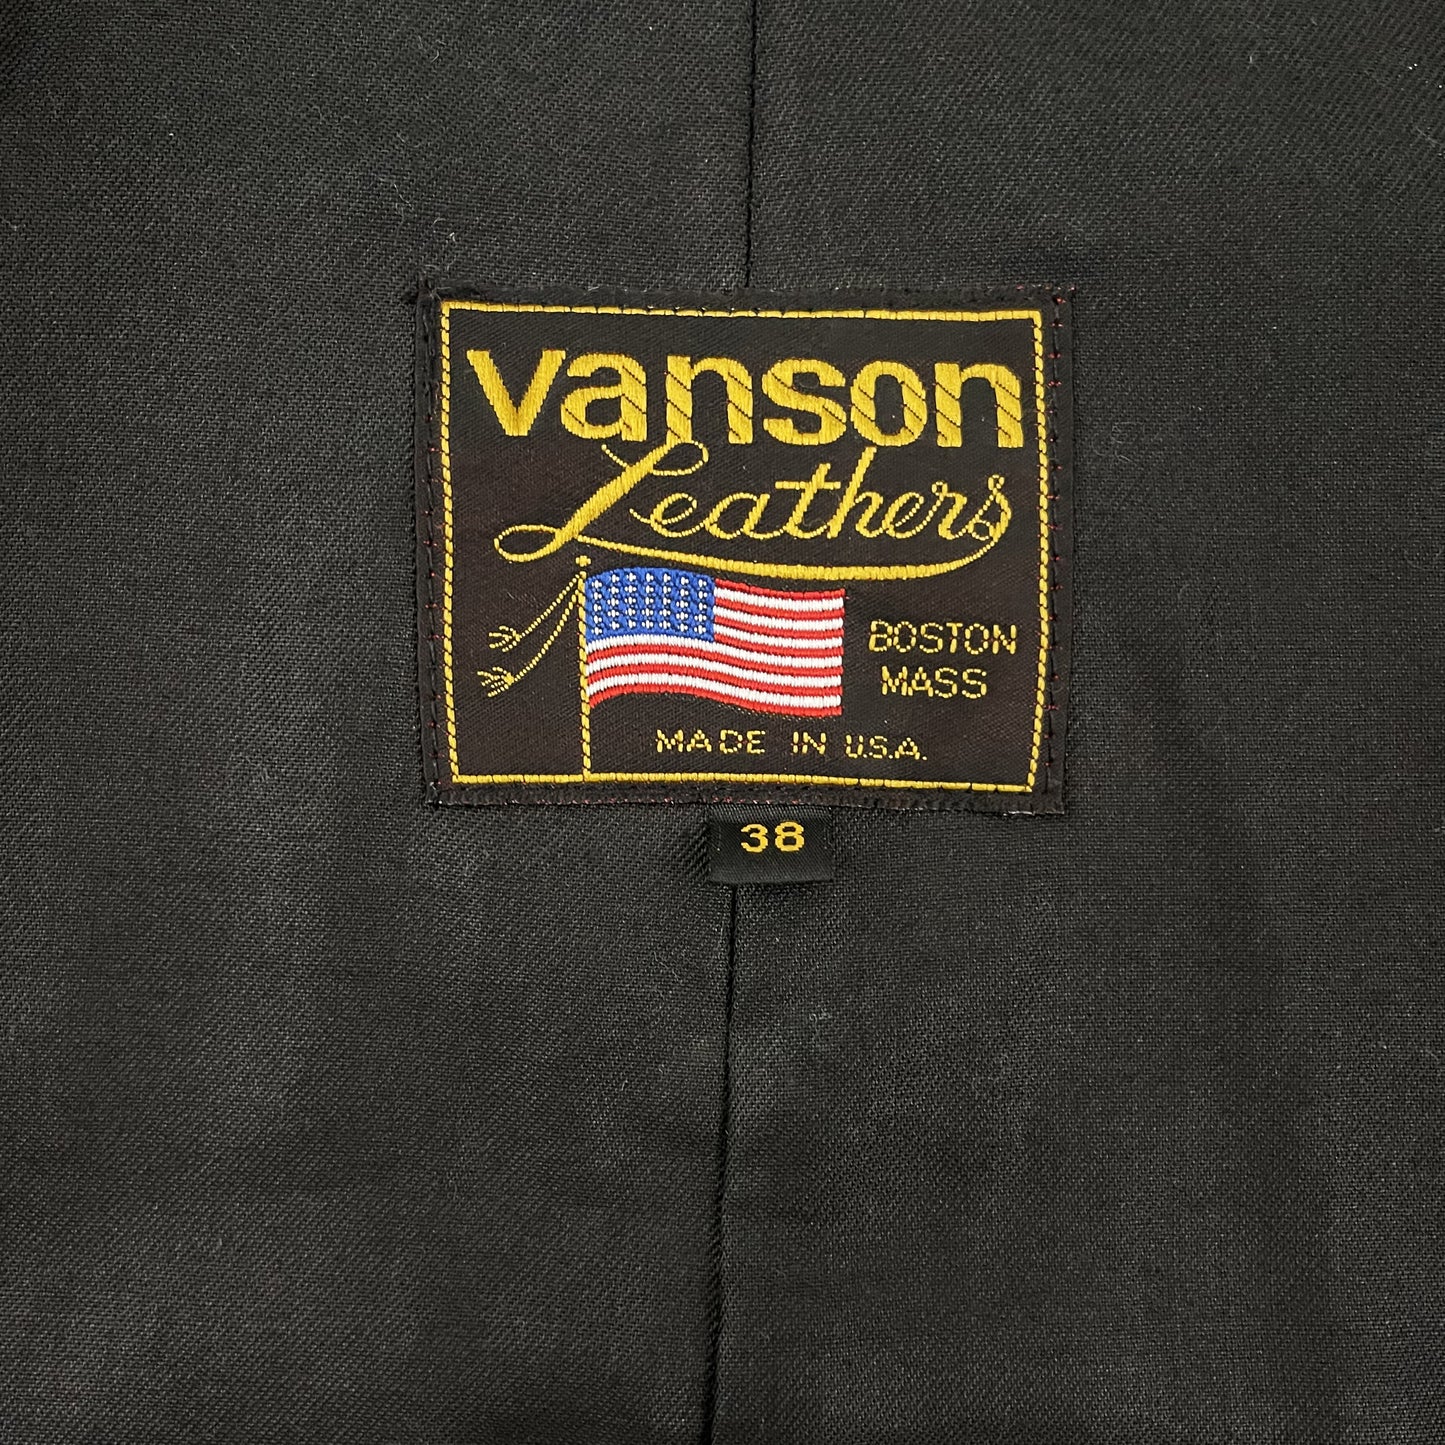 vanson
Leathers
BOSTON
MASS
MADE IN U.S.A.
38